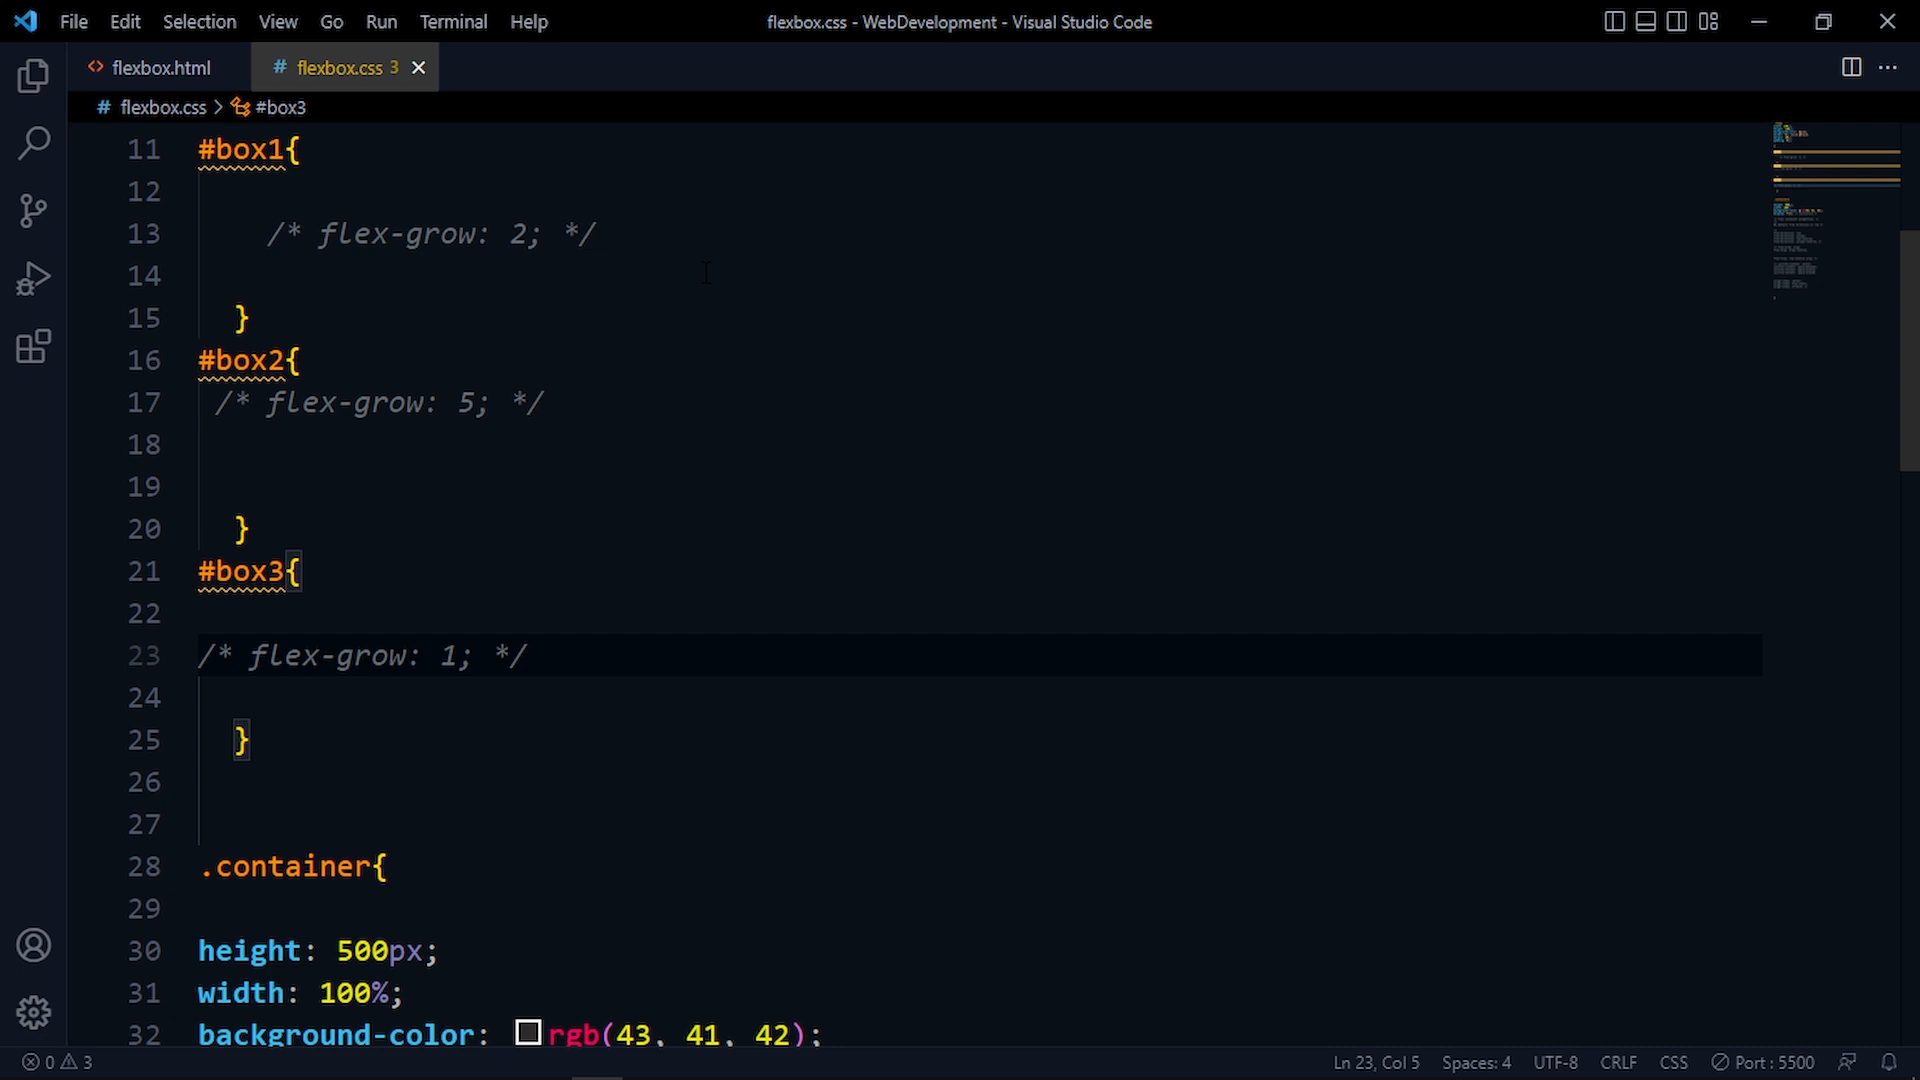 File Edit Selection View Go Run Terminal Help
flexbox.css - WebDevelopment - Visual Studio Code
flexbox.html
flexbox.css 3
flexbox.css > #box3
11 #box1{
12
13 /* flex-grow: 2; */
14
15 }
16 #box2{
17 /* flex-grow: 5; */
18
19
20 }
21 #box3{
22
23 /* flex-grow: 1; */
24
25 }
26
27
28 .container{
29
30 height: 500px;
31 width: 100%;
32 background-color: rgb(43, 41, 42);
0 3 Ln 23, Col 5 Spaces: 4 UTF-8 CRLF CSS Port : 5500